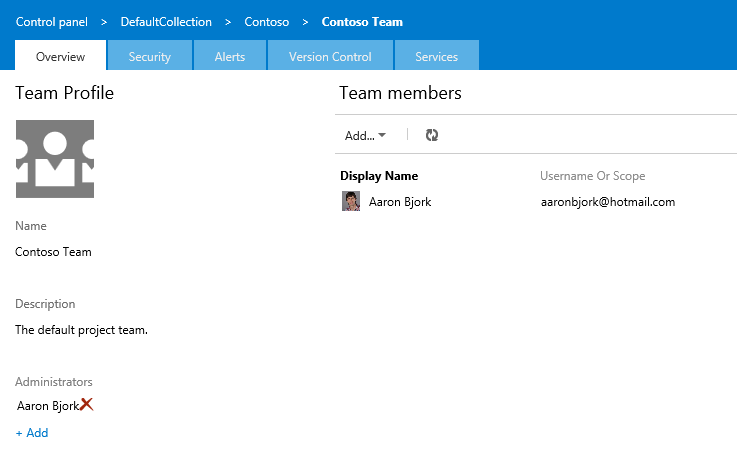 Control panel > DefaultCollection > Contoso > Contoso Team
Overview Security Alerts Version Control Services
Team Profile
Name
Contoso Team
Description
The default project team.
Administrators
Aaron Bjork
+ Add
Team members
Add...
Display Name Username Or Scope
Aaron Bjork aaronbjork@hotmail.com